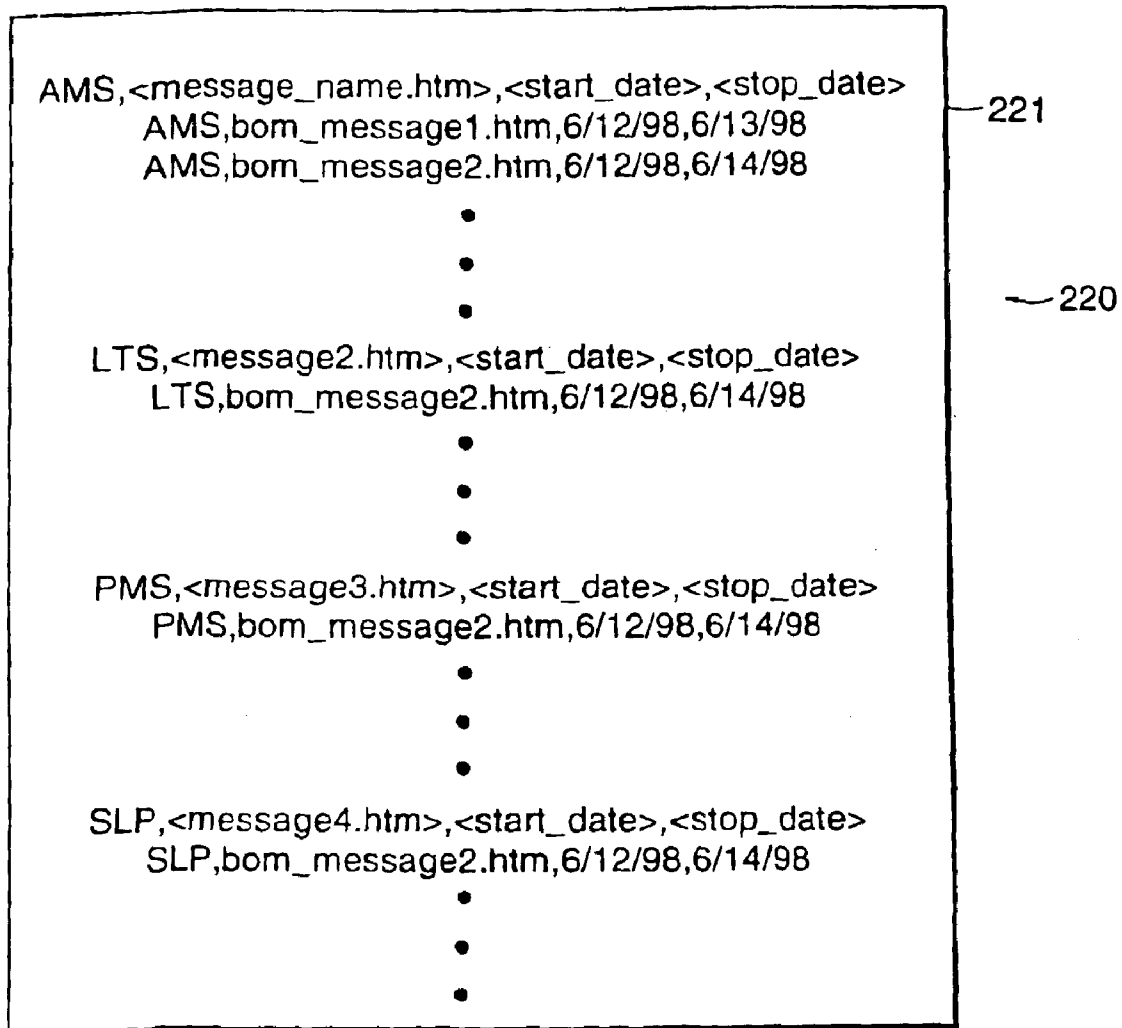 AMS,<message_name.htm>,<start_date>,<stop_date>
221
AMS,bom_message1.htm,6/12/98,6/13/98
AMS,bom_message2.htm,6/12/98,6/14/98
220
LTS,<message2.htm>,<start_date>,<stop_date>
LTS,bom_message2.htm,6/12/98,6/14/98
PMS,<message3.htm>,<start_date>,<stop_date>
PMS,bom_message2.htm,6/12/98,6/14/98
SLP,<message4.htm>,<start_date>,<stop_date>
SLP,bom_message2.htm,6/12/98,6/14/98